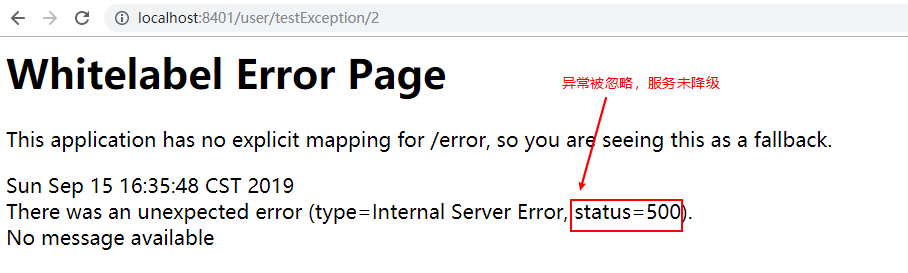 localhost:8401/user/testException/2
Whitelabel Error Page
异常被忽略，服务未降级
This application has no explicit mapping for /error, so you are seeing this as a fallback.
Sun Sep 15 16:35:48 CST 2019
There was an unexpected error (type=Internal Server Error, status=500).
No message available